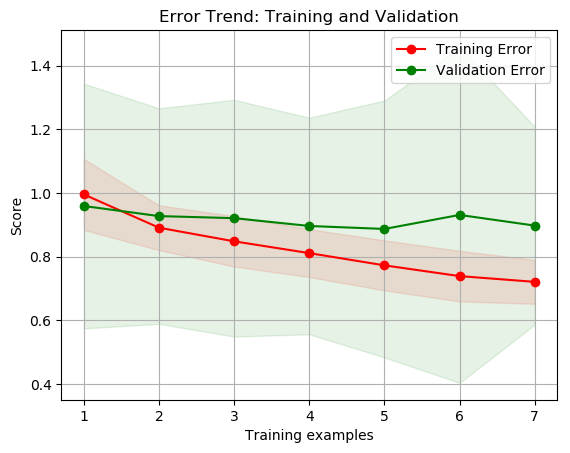 Error Trend: Training and Validation
Training Error
Validation Error
1.4
1.2
1.0
0.8
0.6
0.4
Score
1 2 3 4 5 6 7
Training examples